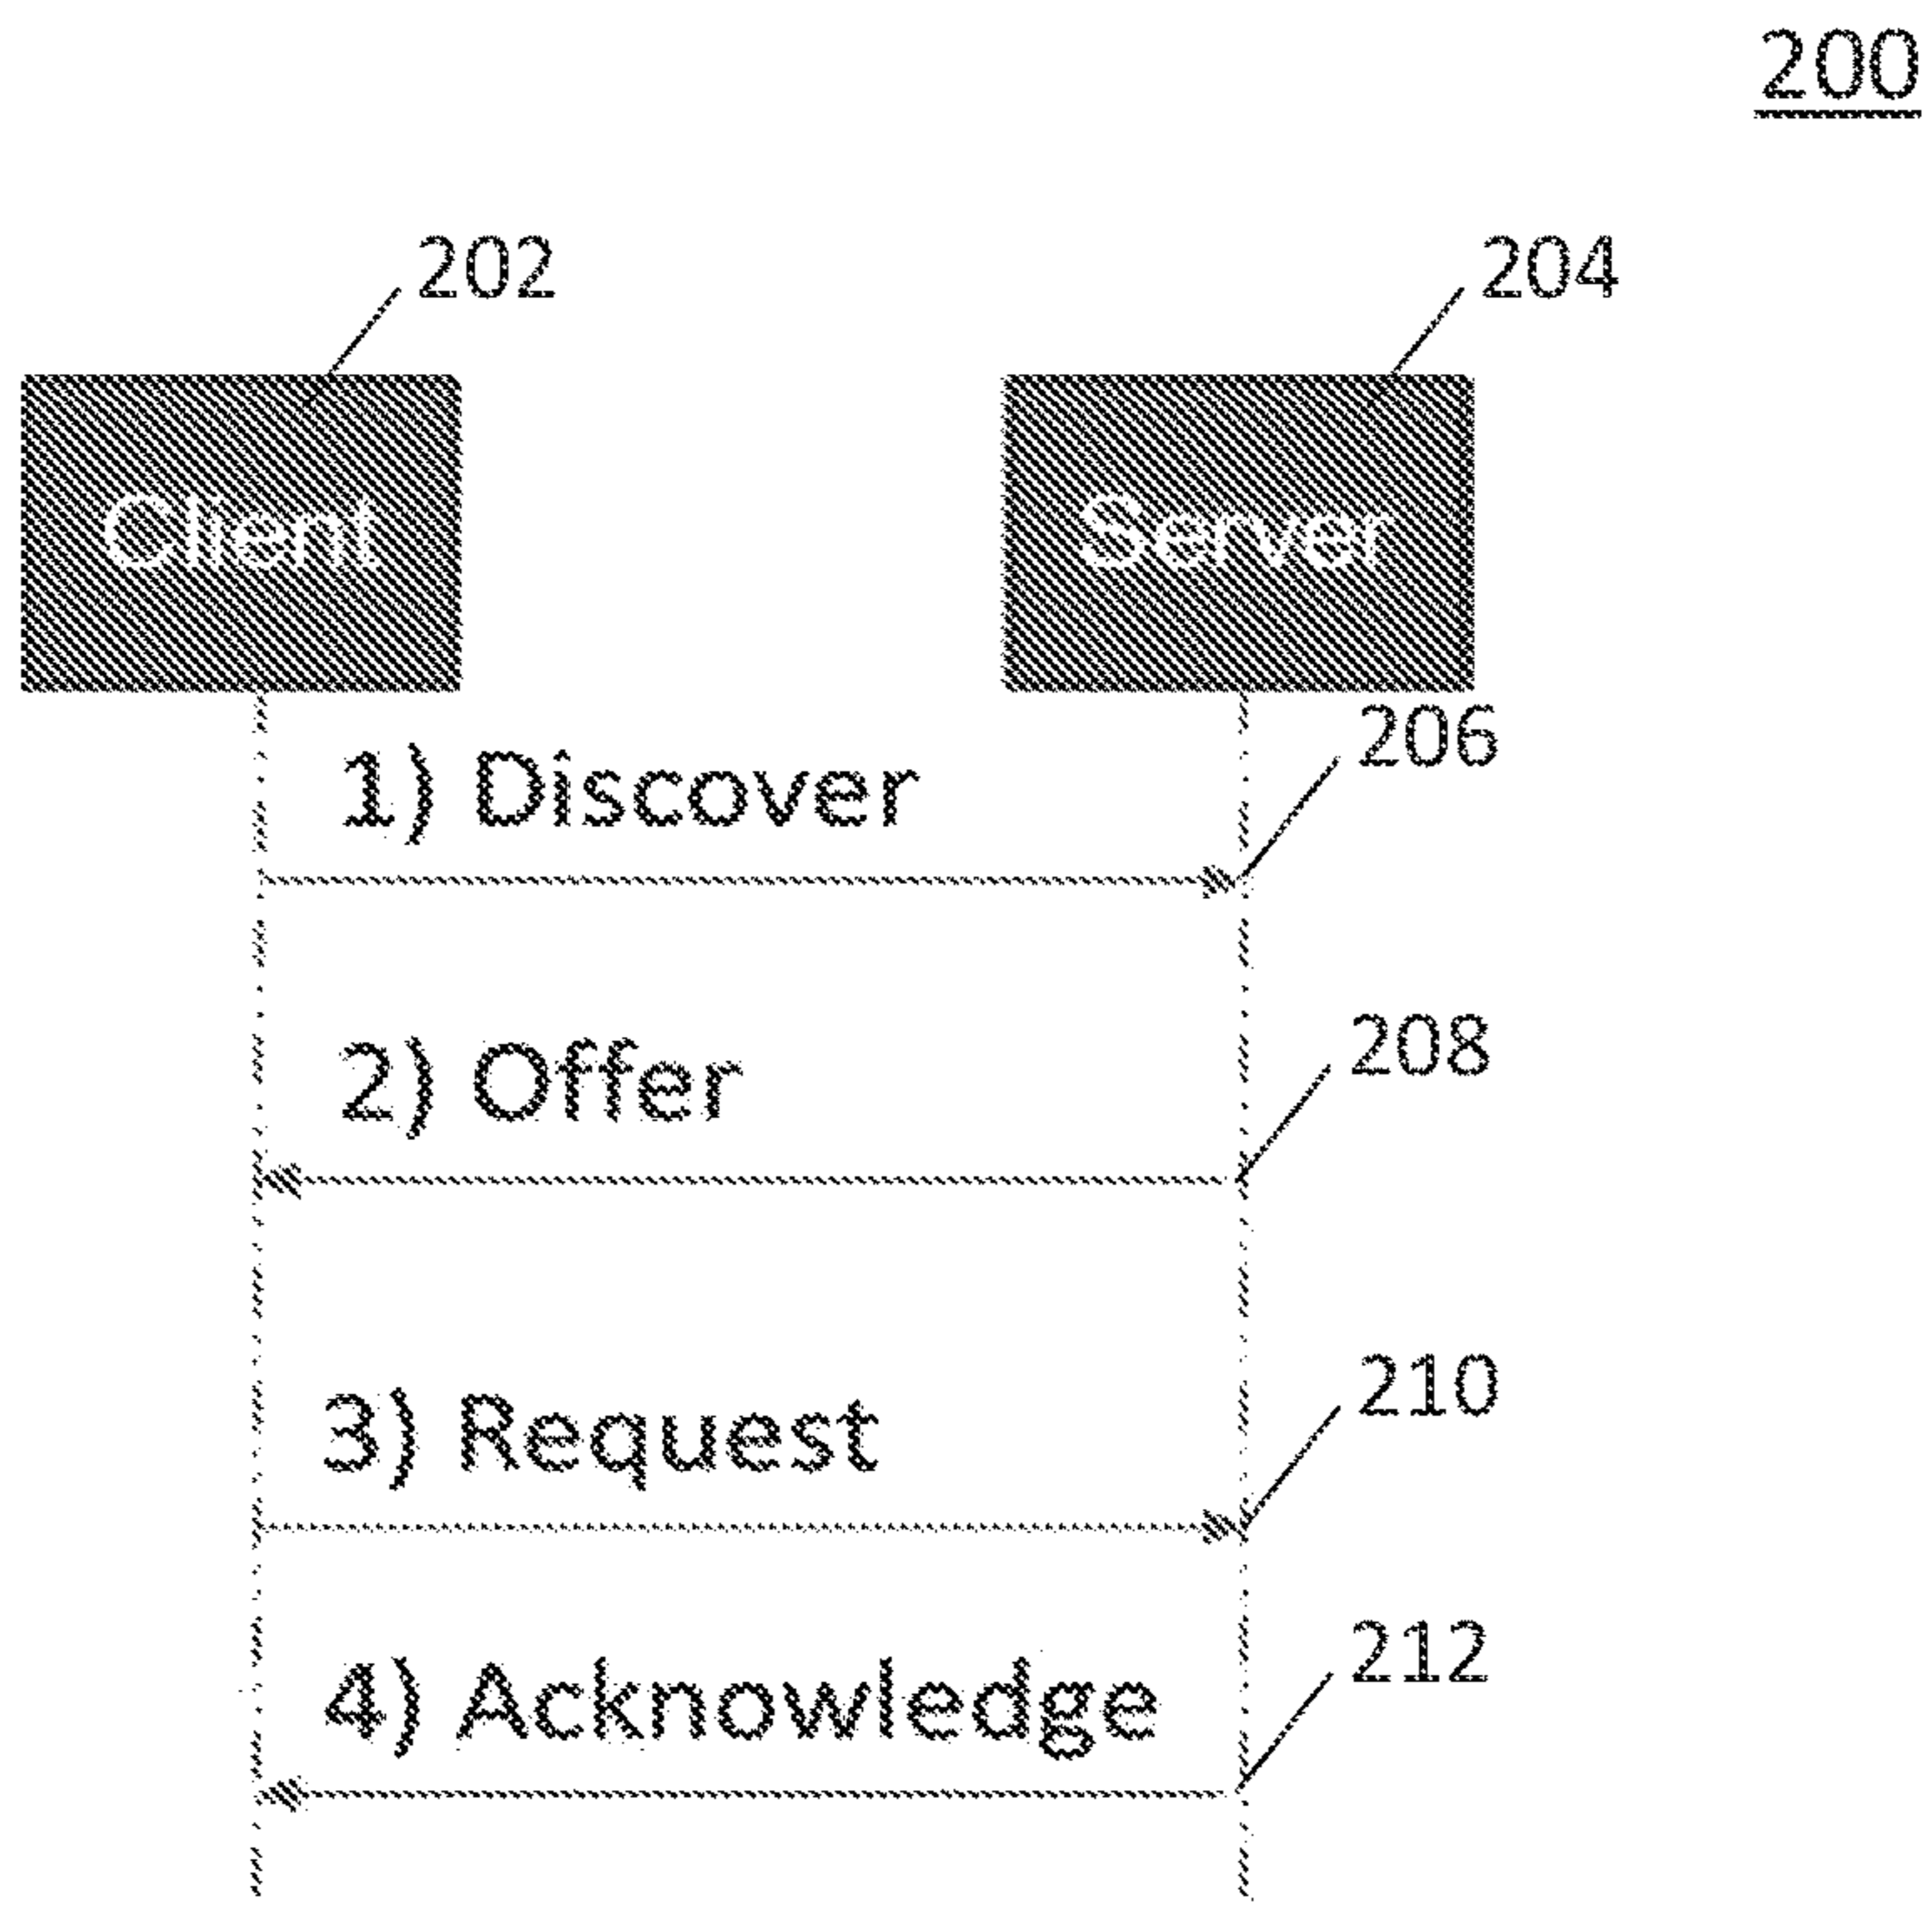 200
202
204
Client
Server
206
1) Discover
208
2) Offer
210
3) Request
212
4) Acknowledge